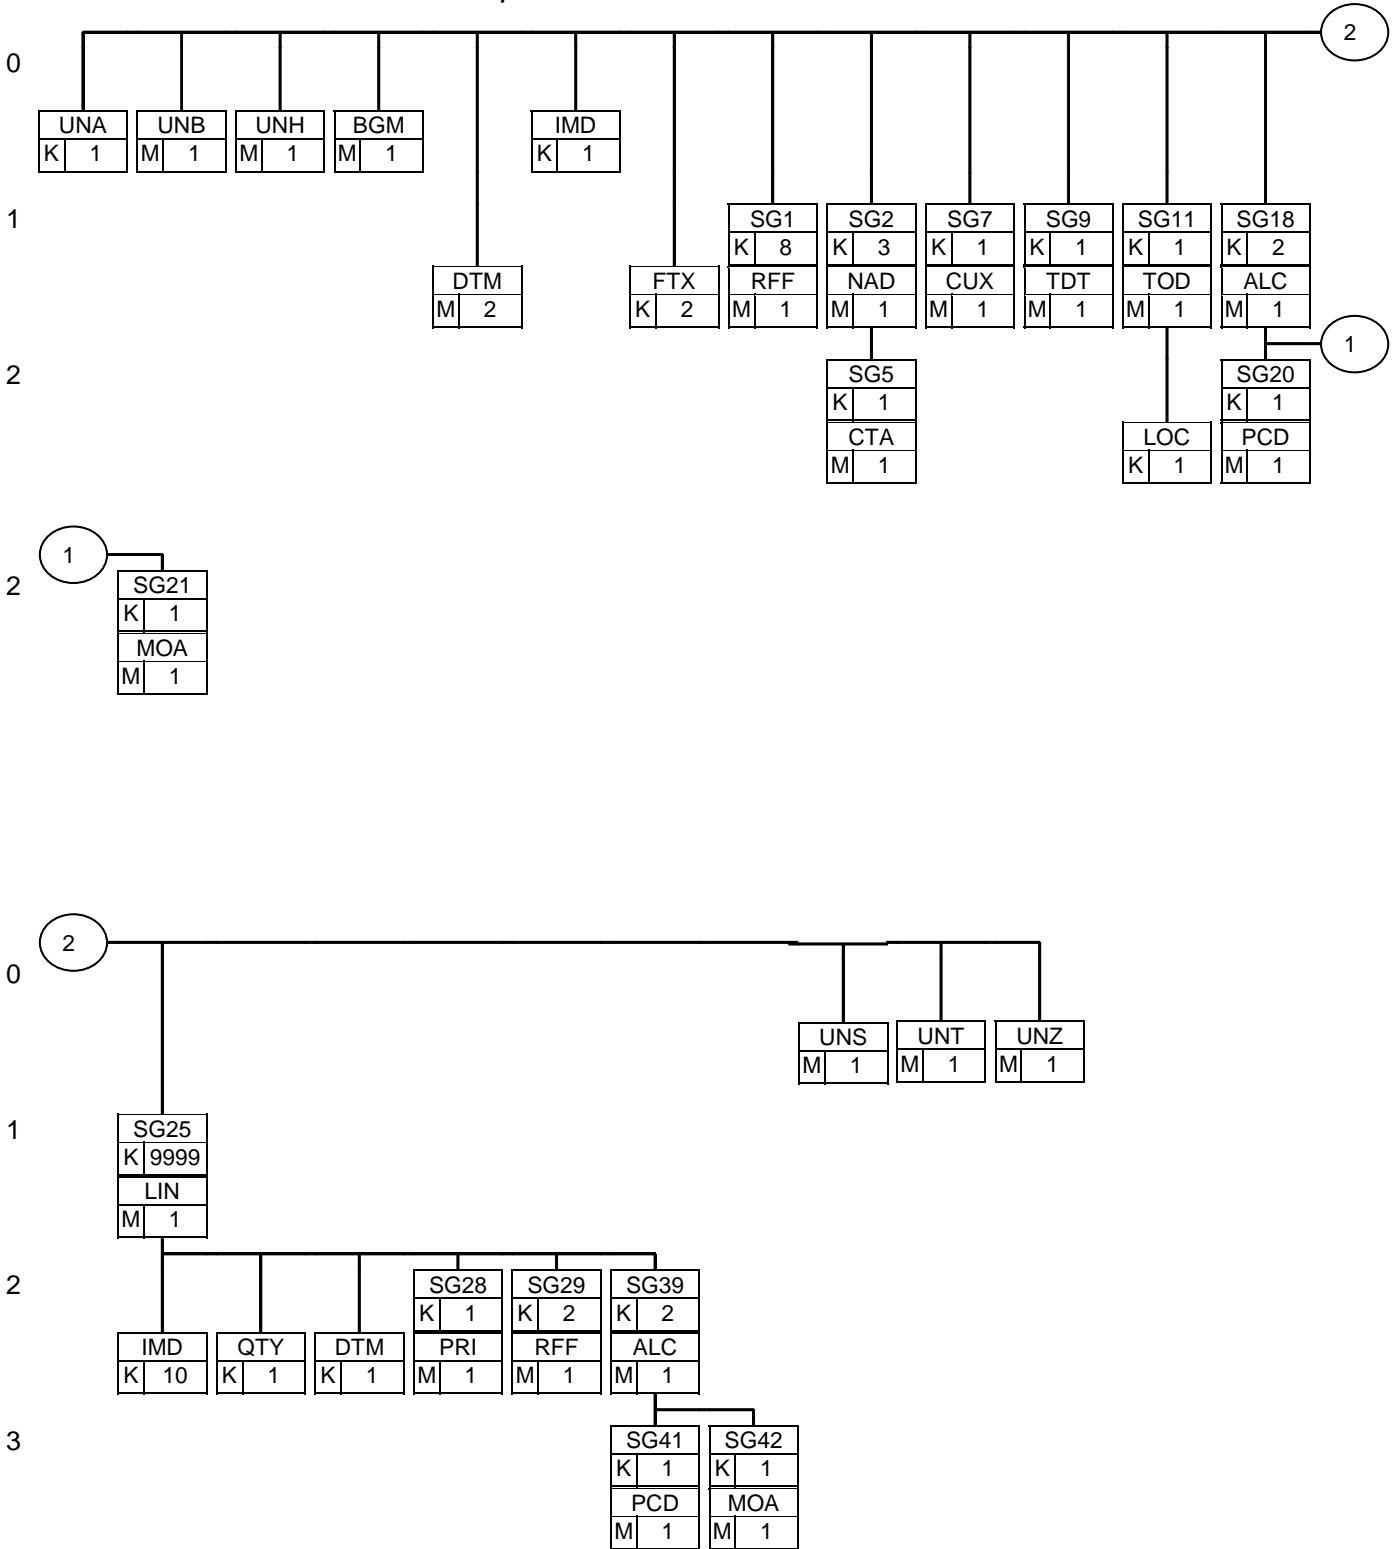 2
0
UNA UNB UNH BGM IMD
K 1 M 1 M 1 M 1 K 1
1
SG1 SG2 SG7 SG9 SG11 SG18
K 8 K 3 K 1 K 1 K 1 K 2
DTM FTX RFF NAD CUX TDT TOD ALC
M 2 K 2 M 1 M 1 M 1 M 1 M 1 M 1
1
2
SG5 SG20
K 1 K 1
CTA LOC PCD
M 1 K 1 M 1
1
2
SG21
K 1
MOA
M 1
2
0
UNS UNT UNZ
M 1 M 1 M 1
1
SG25
K 9999
LIN
M 1
2
SG28 SG29 SG39
K 1 K 2 K 2
IMD QTY DTM PRI RFF ALC
K 10 K 1 K 1 M 1 M 1 M 1
3
SG41 SG42
K 1 K 1
PCD MOA
M 1 M 1